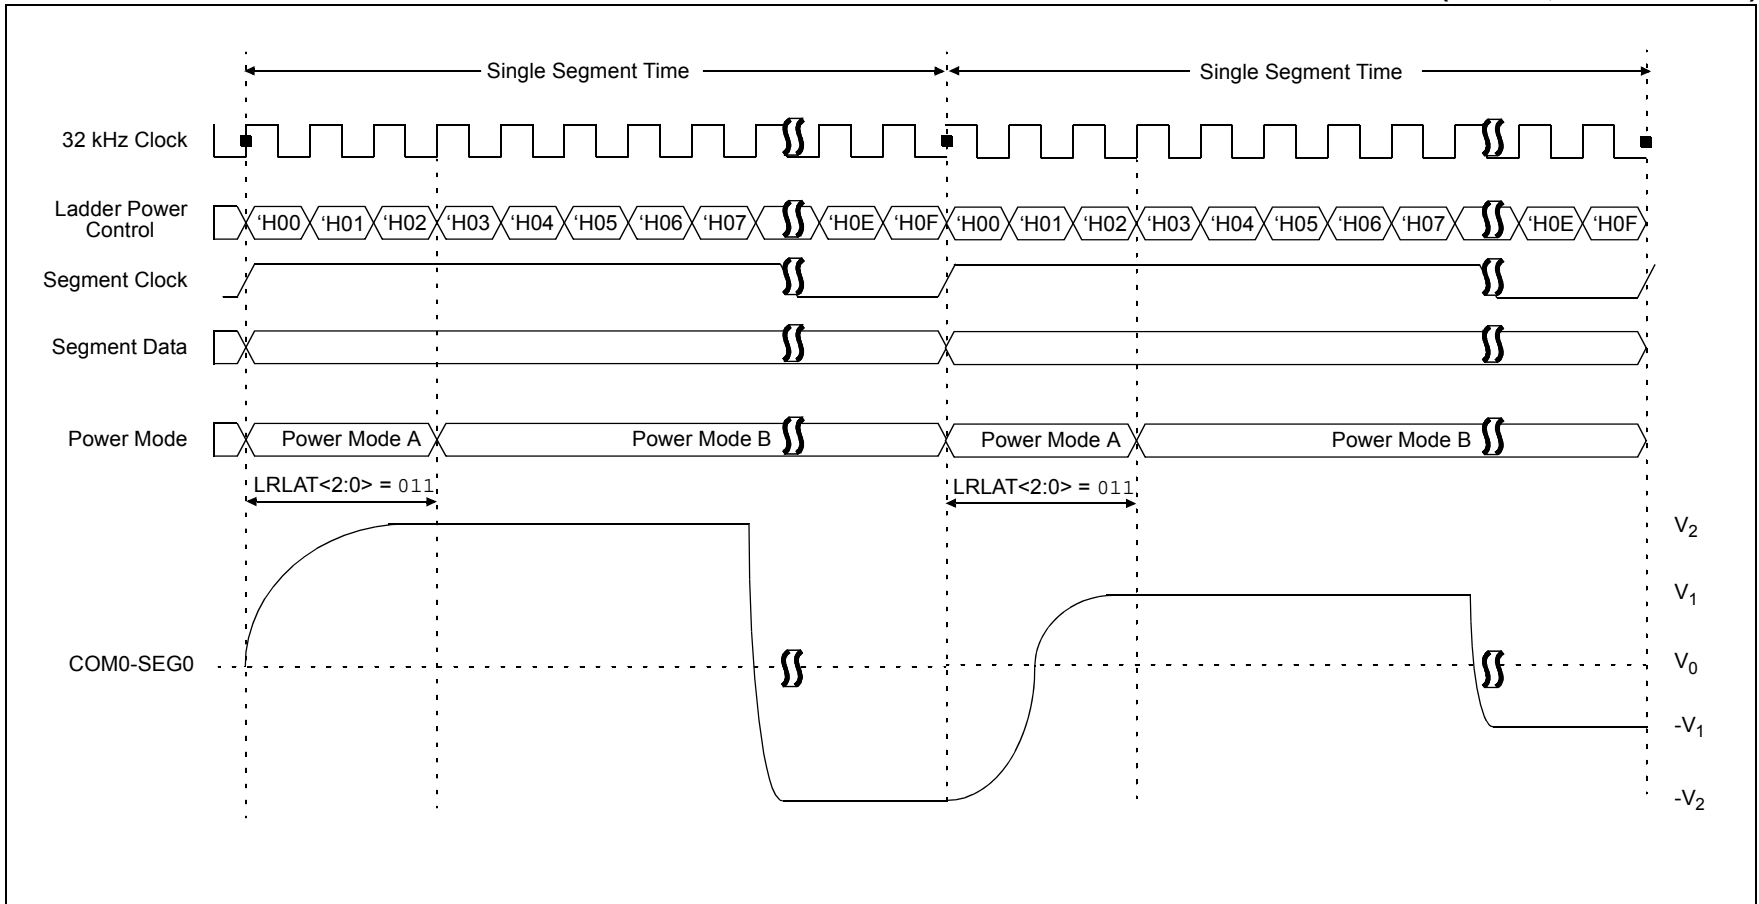 Single Segment Time Single Segment Time
32 kHz Clock
Ladder Power
Control
‘H00 ‘H01 ‘H02 ‘H03 ‘H04 ‘H05 ‘H06 ‘H07 ‘H0E ‘H0F ‘H00 ‘H01 ‘H02 ‘H03 ‘H04 ‘H05 ‘H06 ‘H07 ‘H0E ‘H0F
Segment Clock
Segment Data
Power Mode Power Mode A Power Mode B Power Mode A Power Mode B
LRLAT<2:0> = 011 LRLAT<2:0> = 011
V2
V1
COM0-SEG0 V0
-V1
-V2